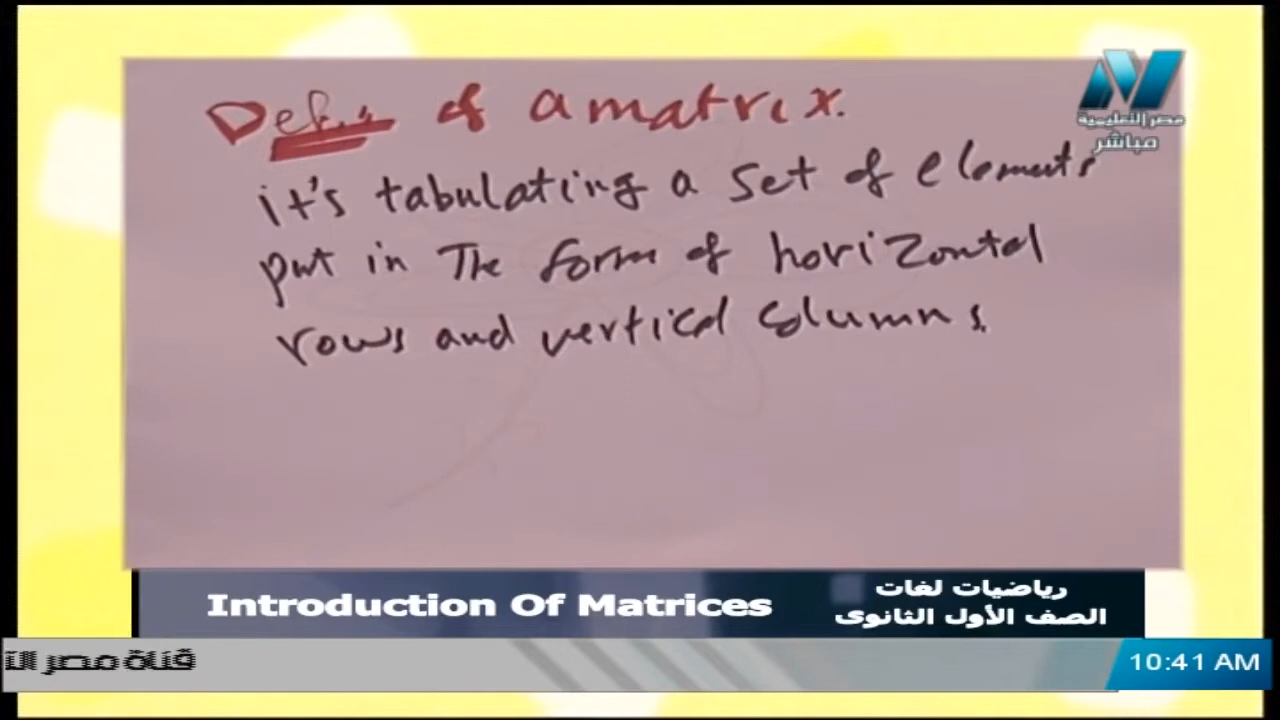 Defin of a matrix.
it's tabulating a set of elements
put in The form of horizontal
rows and vertical columns.
مصر التعليمية
مباشر
Introduction Of Matrices
رياضيات لغات
الصف الأول الثانوى
قناة مصر الت
10:41 AM